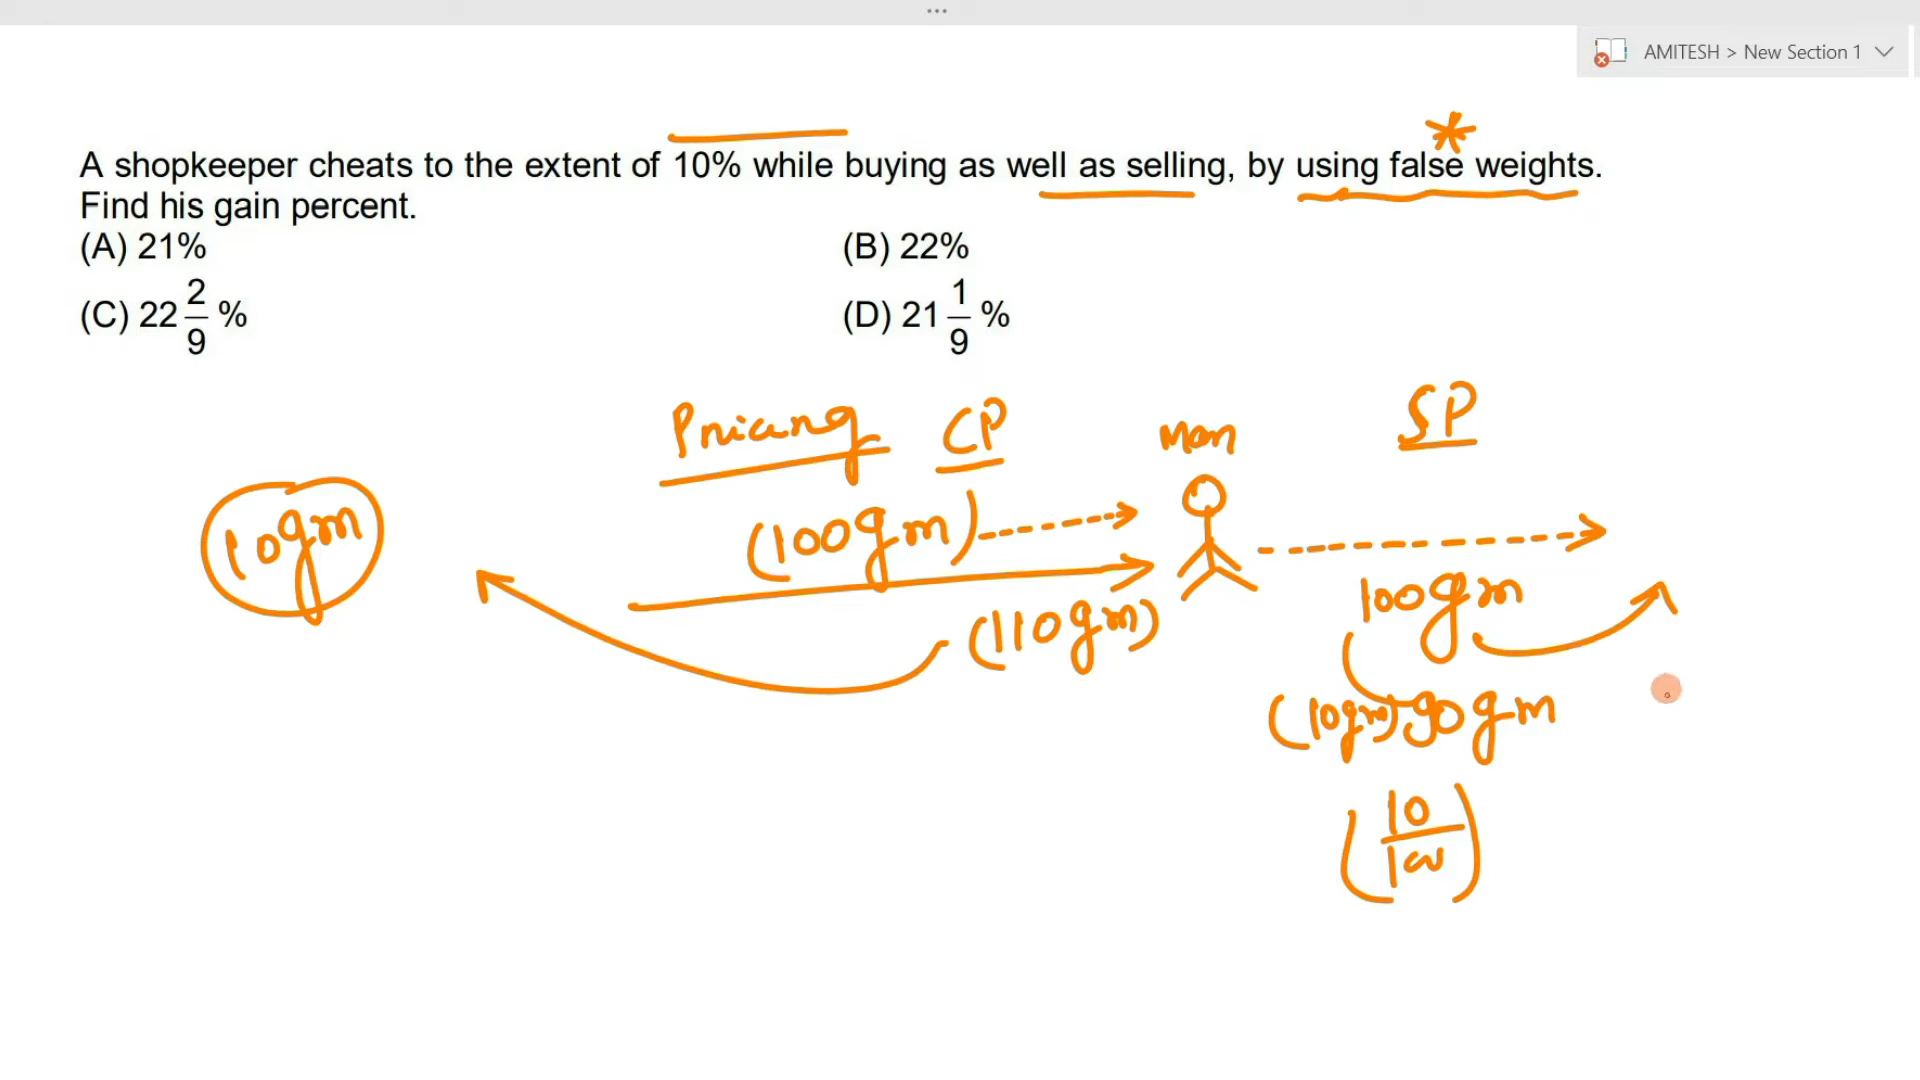 AMITESH > New Section 1
A shopkeeper cheats to the extent of 10% while buying as well as selling, by using false weights.
Find his gain percent.
(A) 21% (B) 22%
(C) 22 2/9 % (D) 21 1/9 %
Pricing CP Man SP
10gm (100gm)
100gm
(110gm)
(10gm) 90gm
(10/100)